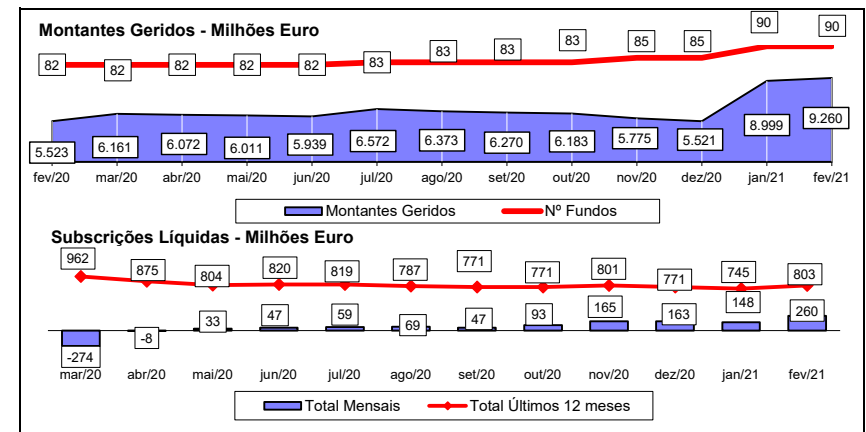 Montantes Geridos - Milhões Euro
82 82 82 82 82 83 83 83 83 85 85 90 90
5.523 6.161 6.072 6.011 5.939 6.572 6.373 6.270 6.183 5.775 5.521 8.999 9.260
fev/20 mar/20 abr/20 mai/20 jun/20 jul/20 ago/20 set/20 out/20 nov/20 dez/20 jan/21 fev/21
Montantes Geridos Nº Fundos
Subscrições Líquidas - Milhões Euro
962 875 804 820 819 787 771 771 801 771 745 803
-274 -8 33 47 59 69 47 93 165 163 148 260
mar/20 abr/20 mai/20 jun/20 jul/20 ago/20 set/20 out/20 nov/20 dez/20 jan/21 fev/21
Total Mensais Total Últimos 12 meses